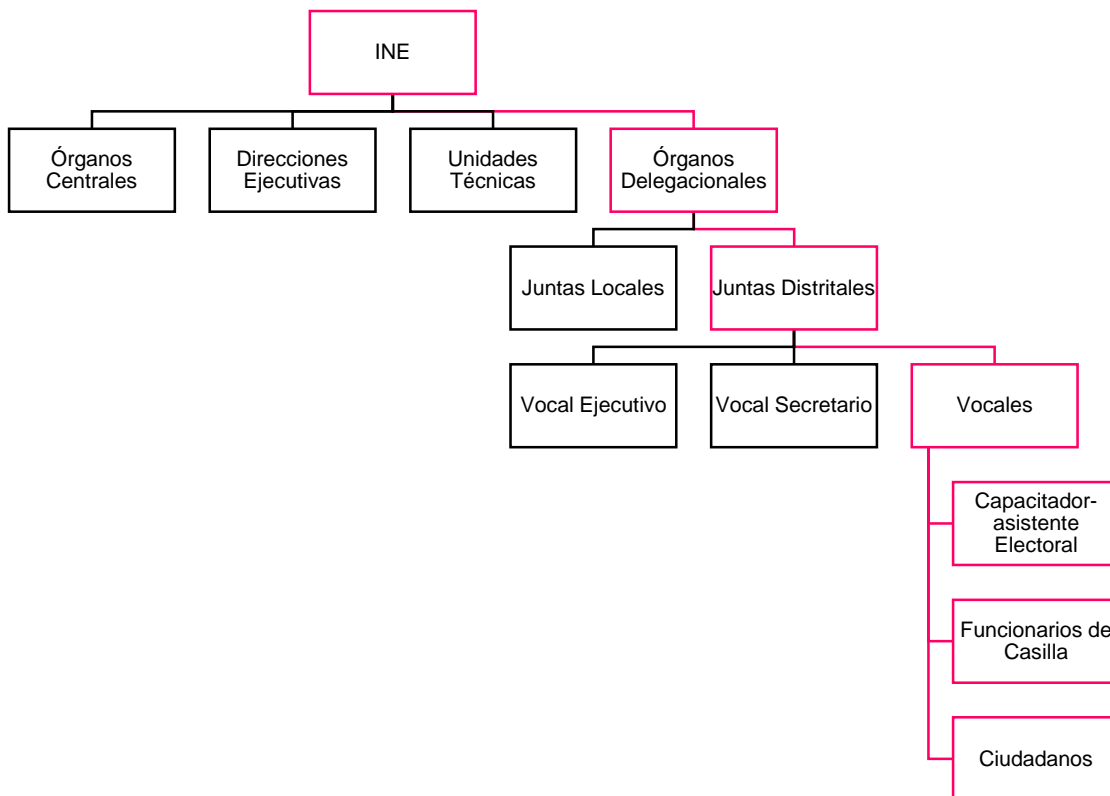 INE
Órganos
Centrales
Direcciones
Ejecutivas
Unidades
Técnicas
Órganos
Delegacionales
Juntas Locales
Juntas Distritales
Vocal Ejecutivo
Vocal Secretario
Vocales
Capacitador-
asistente
Electoral
Funcionarios de
Casilla
Ciudadanos